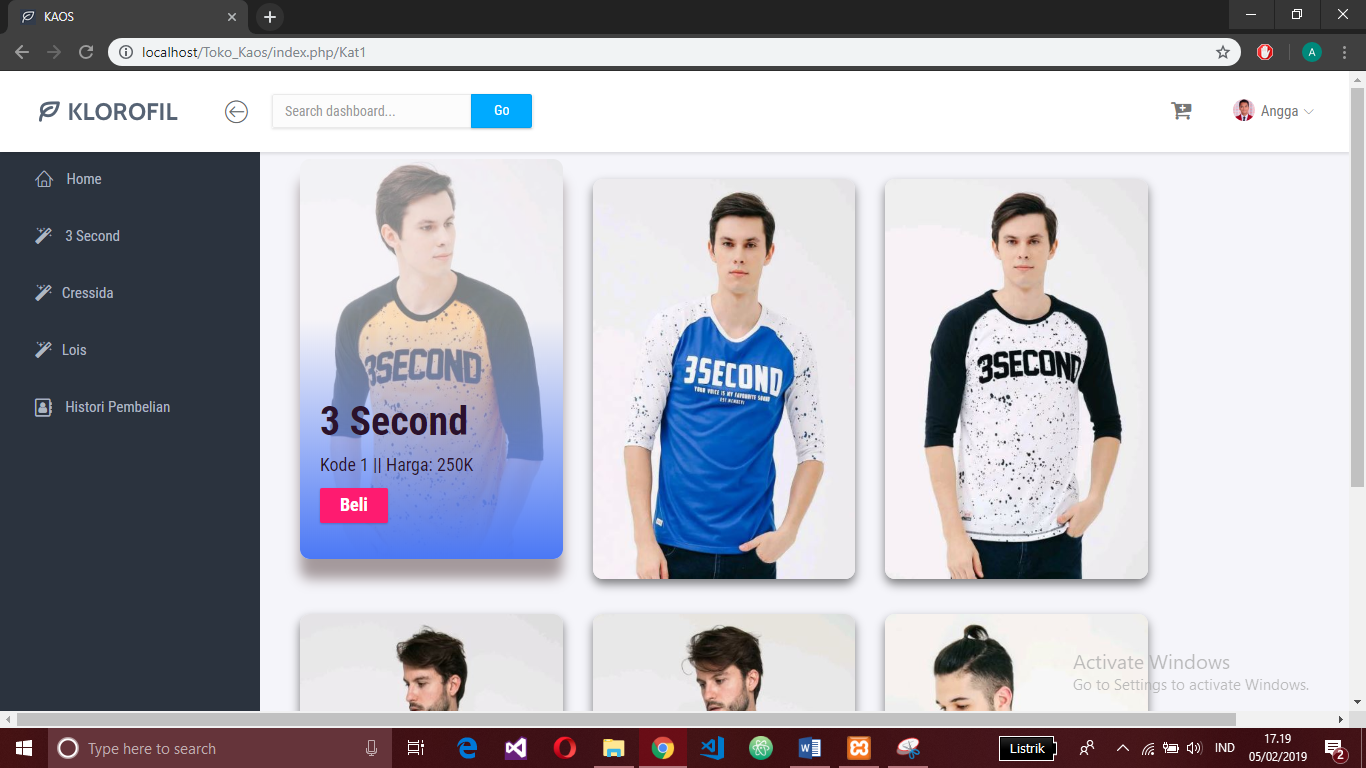 KAOS
localhost/Toko_Kaos/index.php/Kat1
A
KLOROFIL
Search dashboard...
Go
Angga
Home
3 Second
Cressida
Lois
Histori Pembelian
3SECOND
3 Second
Kode 1 || Harga: 250K
Beli
3SECOND
YOUR VOICE IS MY FAVOURITE SOUND
3SECOND
Activate Windows
Go to Settings to activate Windows.
Type here to search
Listrik
IND
17.19
05/02/2019
2